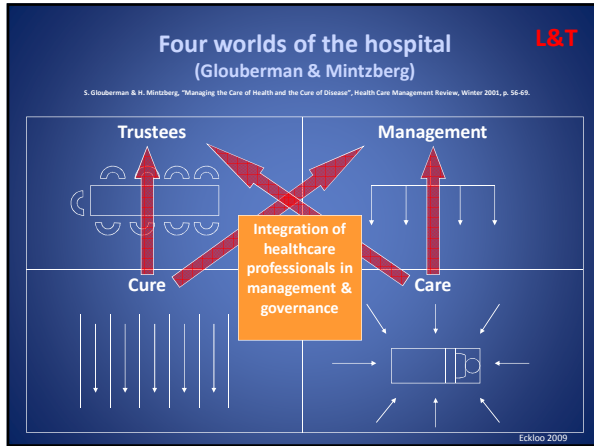 Four worlds of the hospital
L&T
(Glouberman & Mintzberg)
S. Glouberman & H. Mintzberg, "Managing the Care of Health and the Cure of Disease", Health Care Management Review, Winter 2001, p. 56-69.
Trustees
Management
Integration of
healthcare
professionals in
management &
governance
Cure
Care
Eckloo 2009